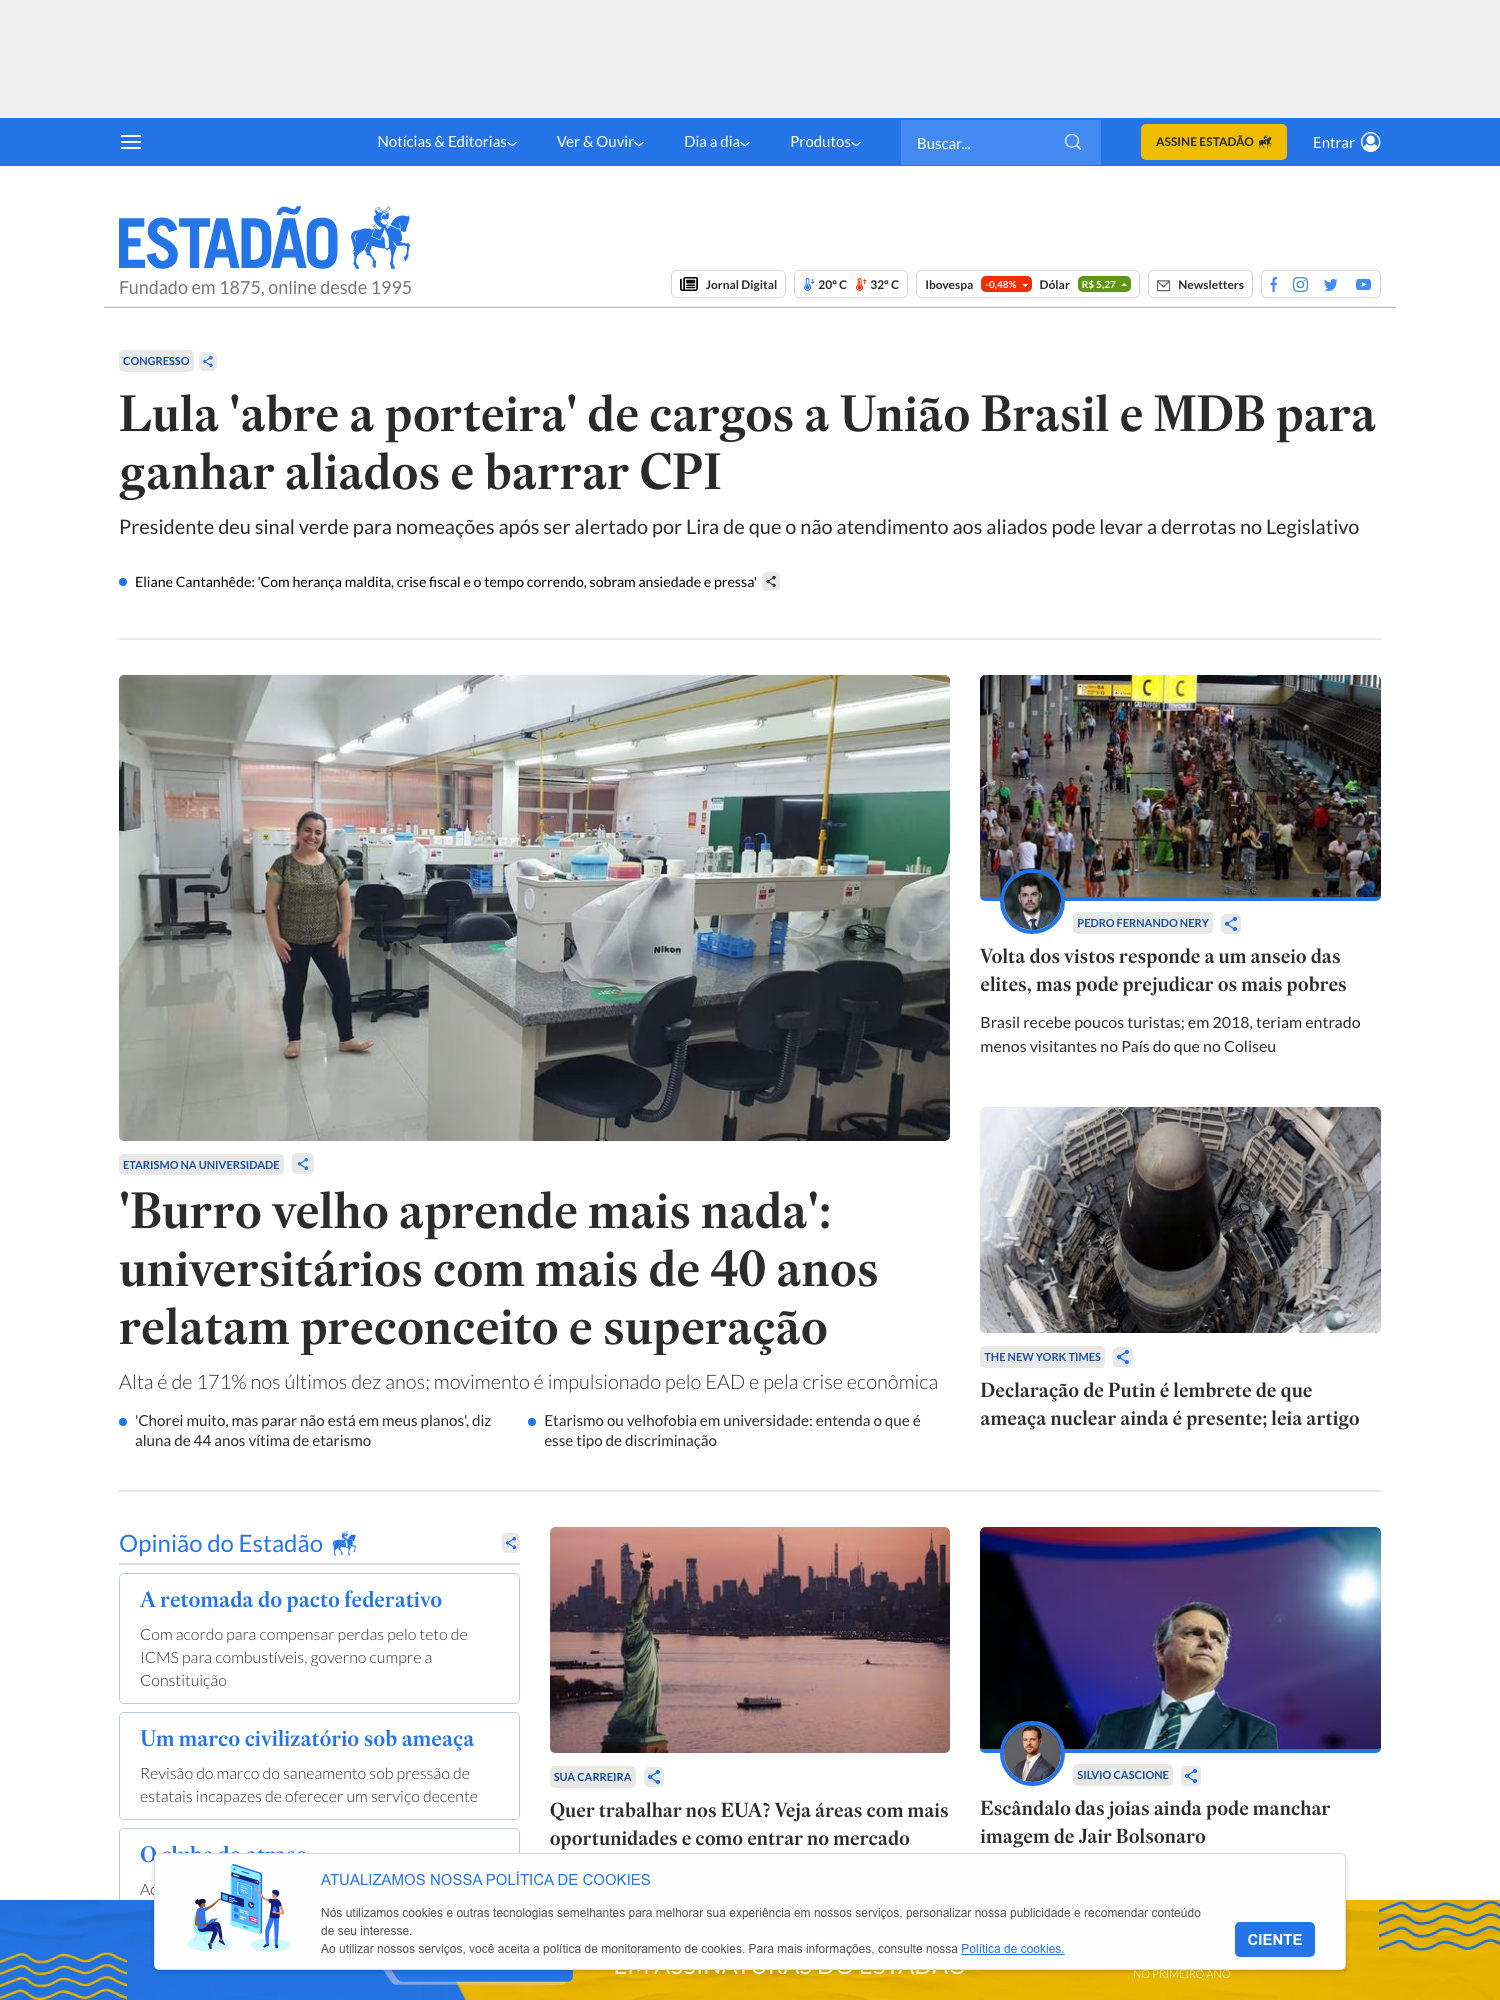 Notícias & Editorias
Ver & Ouvir
Dia a dia
Produtos
Buscar...
ASSINE ESTADÃO
Entrar
ESTADÃO
Fundado em 1875, online desde 1995
Jornal Digital
20º C 32º C
Ibovespa -0,48% Dólar R$ 5,27
Newsletters
CONGRESSO
Lula 'abre a porteira' de cargos a União Brasil e MDB para
ganhar aliados e barrar CPI
Presidente deu sinal verde para nomeações após ser alertado por Lira de que o não atendimento aos aliados pode levar a derrotas no Legislativo
Eliane Cantanhêde: 'Com herança maldita, crise fiscal e o tempo correndo, sobram ansiedade e pressa'
Nikon
ETARISMO NA UNIVERSIDADE
'Burro velho aprende mais nada':
universitários com mais de 40 anos
relatam preconceito e superação
Alta é de 171% nos últimos dez anos; movimento é impulsionado pelo EAD e pela crise econômica
'Chorei muito, mas parar não está em meus planos', diz
aluna de 44 anos vítima de etarismo
Etarismo ou velhofobia em universidade: entenda o que é
esse tipo de discriminação
C C
PEDRO FERNANDO NERY
Volta dos vistos responde a um anseio das
elites, mas pode prejudicar os mais pobres
Brasil recebe poucos turistas; em 2018, teriam entrado
menos visitantes no País do que no Coliseu
THE NEW YORK TIMES
Declaração de Putin é lembrete de que
ameaça nuclear ainda é presente; leia artigo
Opinião do Estadão
A retomada do pacto federativo
Com acordo para compensar perdas pelo teto de
ICMS para combustíveis, governo cumpre a
Constituição
Um marco civilizatório sob ameaça
Revisão do marco do saneamento sob pressão de
estatais incapazes de oferecer um serviço decente
O clube do atraso
SUA CARREIRA
Quer trabalhar nos EUA? Veja áreas com mais
oportunidades e como entrar no mercado
SILVIO CASCIONE
Escândalo das joias ainda pode manchar
imagem de Jair Bolsonaro
ATUALIZAMOS NOSSA POLÍTICA DE COOKIES
Nós utilizamos cookies e outras tecnologias semelhantes para melhorar sua experiência em nossos serviços, personalizar nossa publicidade e recomendar conteúdo
de seu interesse.
Ao utilizar nossos serviços, você aceita a política de monitoramento de cookies. Para mais informações, consulte nossa Política de cookies.
CIENTE
EM ASSINATURAS DO ESTADÃO
NO PRIMEIRO ANO